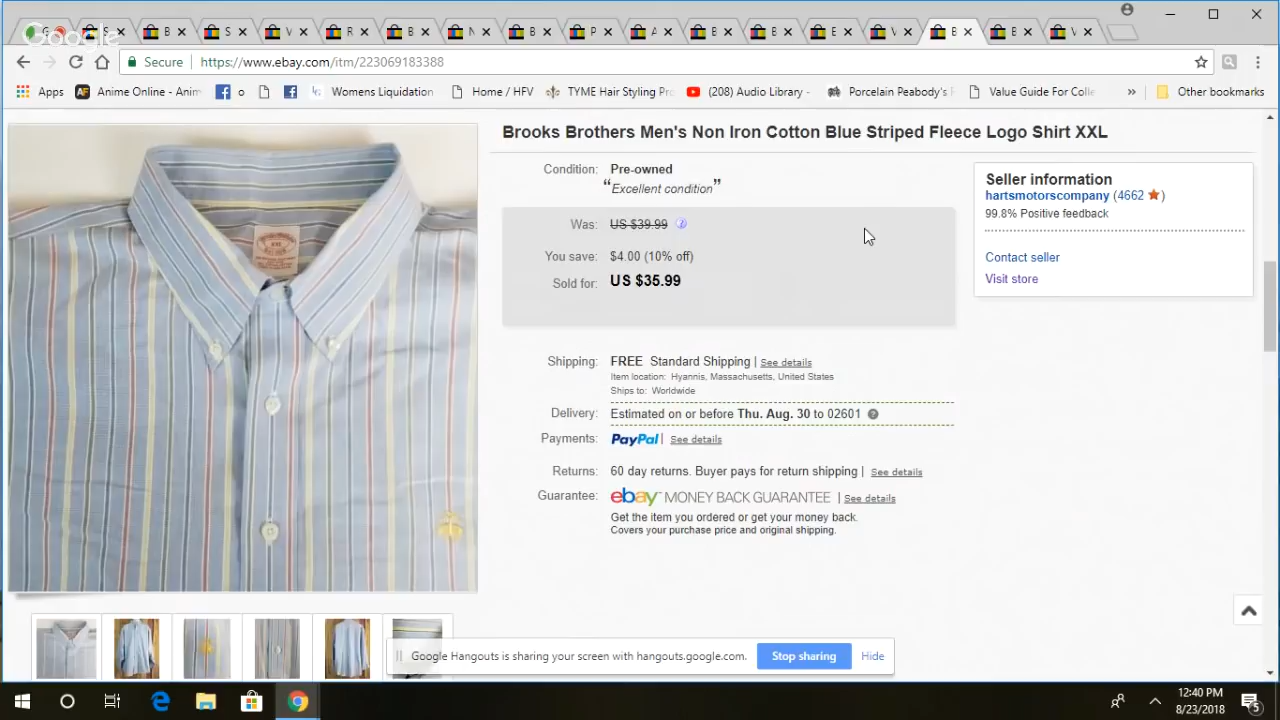 Google
Secure https://www.ebay.com/itm/223069183388
Apps Anime Online - Ani Womens Liquidation Home / HFV TYME Hair Styling Pr (208) Audio Library - Porcelain Peabody's F Value Guide For Colle » Other bookmarks
Brooks Brothers Men's Non Iron Cotton Blue Striped Fleece Logo Shirt XXL
Condition: Pre-owned
“Excellent condition”
Was: US $39.99
You save: $4.00 (10% off)
Sold for: US $35.99
Seller information
hartsmotorscompany (4662 ★)
99.8% Positive feedback
Contact seller
Visit store
Shipping: FREE Standard Shipping | See details
Item location: Hyannis, Massachusetts, United States
Ships to: Worldwide
Delivery: Estimated on or before Thu. Aug. 30 to 02601
Payments: PayPal | See details
Returns: 60 day returns. Buyer pays for return shipping | See details
Guarantee: ebay MONEY BACK GUARANTEE | See details
Get the item you ordered or get your money back.
Covers your purchase price and original shipping.
Google Hangouts is sharing your screen with hangouts.google.com. Stop sharing Hide
12:40 PM
8/23/2018
5